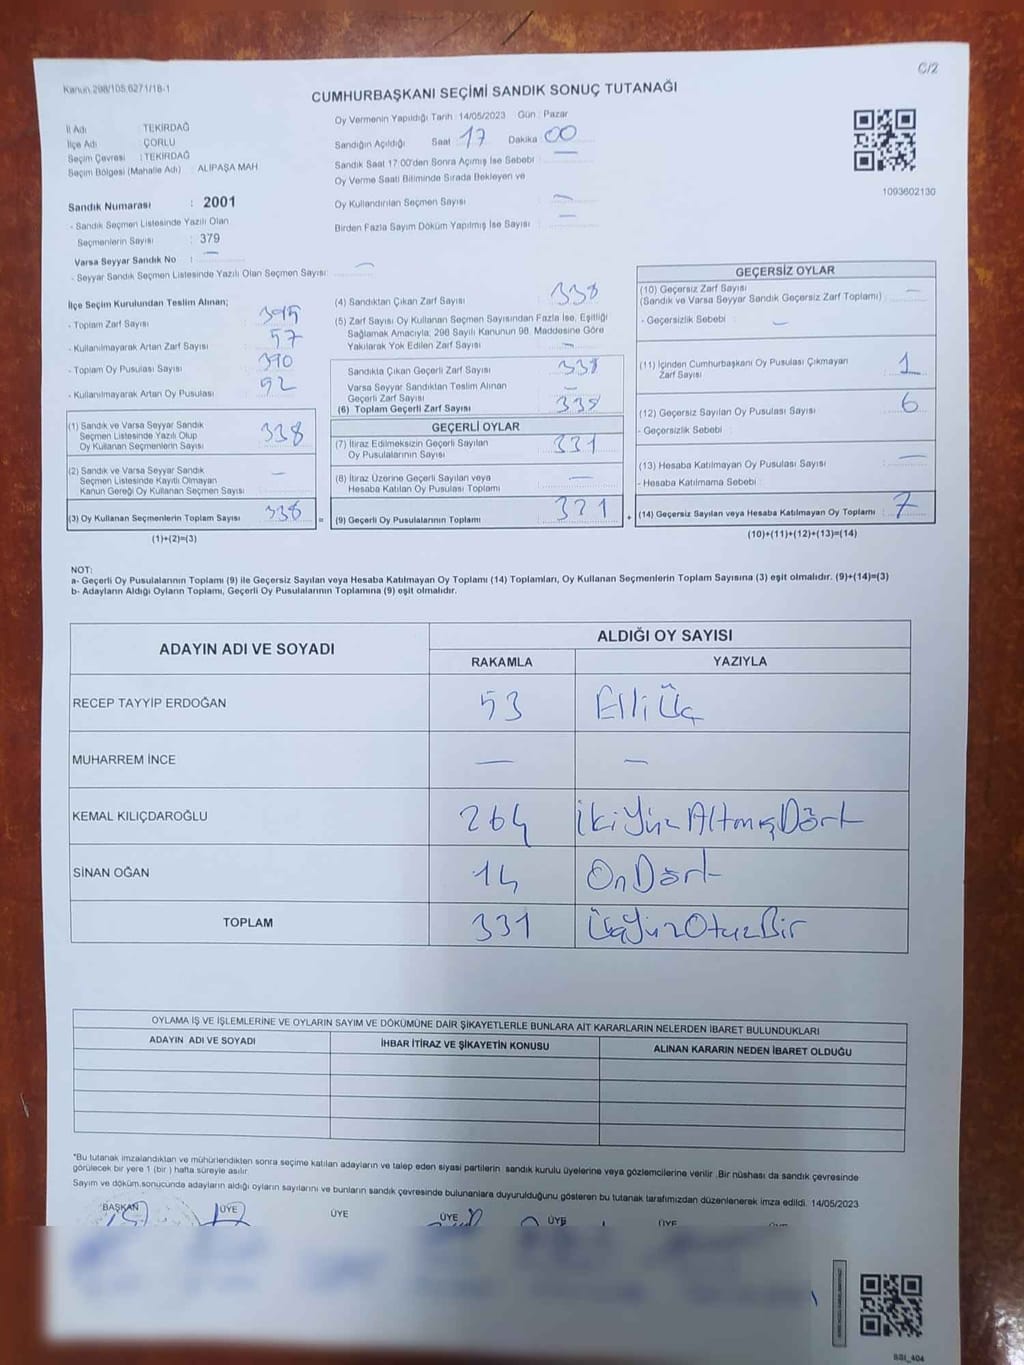 C/2
Kanun 298/105,6271/18-1
CUMHURBAŞKANI SEÇİMİ SANDIK SONUÇ TUTANAĞI
İl Adı TEKİRDAĞ
İlçe Adı ÇORLU
Seçim Çevresi : TEKİRDAĞ
Seçim Bölgesi (Mahalle Adı) : ALİPAŞA MAH
Sandık Numarası : 2001
- Sandık Seçmen Listesinde Yazılı Olan
Seçmenlerin Sayısı : 379
Varsa Seyyar Sandık No : —
- Seyyar Sandık Seçmen Listesinde Yazılı Olan Seçmen Sayısı: —
Oy Vermenin Yapıldığı Tarih : 14/05/2023 Gün : Pazar
Sandığın Açıldığı Saat 17 Dakika 00
Sandık Saat 17:00'den Sonra Açımış İse Sebebi : —
Oy Verme Saati Bitiminde Sırada Bekleyen ve
Oy Kullandırılan Seçmen Sayısı : —
Birden Fazla Sayım Döküm Yapılmış İse Sayısı : —
1093602130
İlçe Seçim Kurulundan Teslim Alınan;
- Toplam Zarf Sayısı 395
- Kullanılmayarak Artan Zarf Sayısı 57
- Toplam Oy Pusulası Sayısı 390
- Kullanılmayarak Artan Oy Pusulası 52
(1) Sandık ve Varsa Seyyar Sandık
Seçmen Listesinde Yazılı Olup
Oy Kullanan Seçmenlerin Sayısı 338
(2) Sandık ve Varsa Seyyar Sandık
Seçmen Listesinde Kayıtlı Olmayan
Kanun Gereği Oy Kullanan Seçmen Sayısı —
(3) Oy Kullanan Seçmenlerin Toplam Sayısı 338 =
(1)+(2)=(3)
(4) Sandıktan Çıkan Zarf Sayısı 338
(5) Zarf Sayısı Oy Kullanan Seçmen Sayısından Fazla İse, Eşitliği
Sağlamak Amacıyla, 298 Sayılı Kanunun 98. Maddesine Göre
Yakılarak Yok Edilen Zarf Sayısı —
Sandıkla Çıkan Geçerli Zarf Sayısı 338
Varsa Seyyar Sandıktan Teslim Alınan
Geçerli Zarf Sayısı —
(6) Toplam Geçerli Zarf Sayısı 338
GEÇERLİ OYLAR
(7) İtiraz Edilmeksizin Geçerli Sayılan
Oy Pusulalarının Sayısı 331
(8) İtiraz Üzerine Geçerli Sayılan veya
Hesaba Katılan Oy Pusulası Toplamı —
(9) Geçerli Oy Pusulalarının Toplamı 331 +
GEÇERSİZ OYLAR
(10) Geçersiz Zarf Sayısı
(Sandık ve Varsa Seyyar Sandık Geçersiz Zarf Toplamı) —
- Geçersizlik Sebebi : —
(11) İçinden Cumhurbaşkanı Oy Pusulası Çıkmayan
Zarf Sayısı 1
(12) Geçersiz Sayılan Oy Pusulası Sayısı 6
- Geçersizlik Sebebi :
(13) Hesaba Katılmayan Oy Pusulası Sayısı —
- Hesaba Katılmama Sebebi :
(14) Geçersiz Sayılan veya Hesaba Katılmayan Oy Toplamı : 7
(10)+(11)+(12)+(13)=(14)
NOT:
a- Geçerli Oy Pusulalarının Toplamı (9) ile Geçersiz Sayılan veya Hesaba Katılmayan Oy Toplamı (14) Toplamları, Oy Kullanan Seçmenlerin Toplam Sayısına (3) eşit olmalıdır. (9)+(14)=(3)
b- Adayların Aldığı Oyların Toplamı, Geçerli Oy Pusulalarının Toplamına (9) eşit olmalıdır.
ADAYIN ADI VE SOYADI
ALDIĞI OY SAYISI
RAKAMLA YAZIYLA
RECEP TAYYİP ERDOĞAN 53 Elli Üç
MUHARREM İNCE — —
KEMAL KILIÇDAROĞLU 264 İkiYüzAltmışDört
SİNAN OĞAN 14 OnDört
TOPLAM 331 ÜçYüzOtuzBir
OYLAMA İŞ VE İŞLEMLERİNE VE OYLARIN SAYIM VE DÖKÜMÜNE DAİR ŞİKAYETLERLE BUNLARA AİT KARARLARIN NELERDEN İBARET BULUNDUKLARI
ADAYIN ADI VE SOYADI İHBAR İTİRAZ VE ŞİKAYETİN KONUSU ALINAN KARARIN NEDEN İBARET OLDUĞU
*Bu tutanak imzalandıktan ve mühürlendikten sonra seçime katılan adayların ve talep eden siyasi partilerin sandık kurulu üyelerine veya gözlemcilerine verilir .Bir nüshası da sandık çevresinde
görülecek bir yere 1 (bir ) hafta süreyle asılır.
Sayım ve döküm sonucunda adayların aldığı oyların sayılarını ve bunların sandık çevresinde bulunanlara duyurulduğunu gösteren bu tutanak tarafımızdan düzenlenerek imza edildi. 14/05/2023
BAŞKAN ÜYE ÜYE ÜYE ÜYE ÜYE